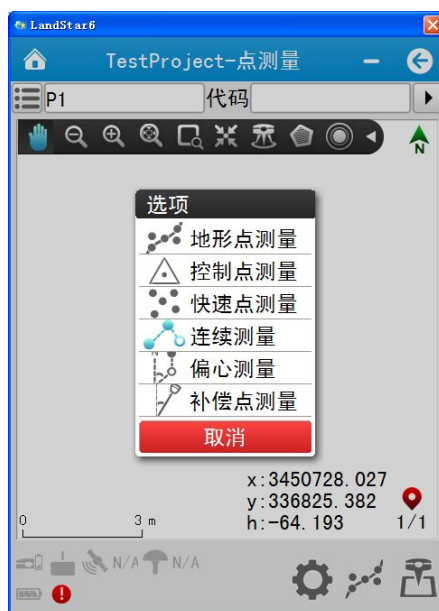 LandStar6
TestProject-点测量
P1 代码
N
选项
地形点测量
控制点测量
快速点测量
连续测量
偏心测量
补偿点测量
取消
x:3450728.027
y:336825.382
h:-64.193
0 3 m
1/1
N/A N/A